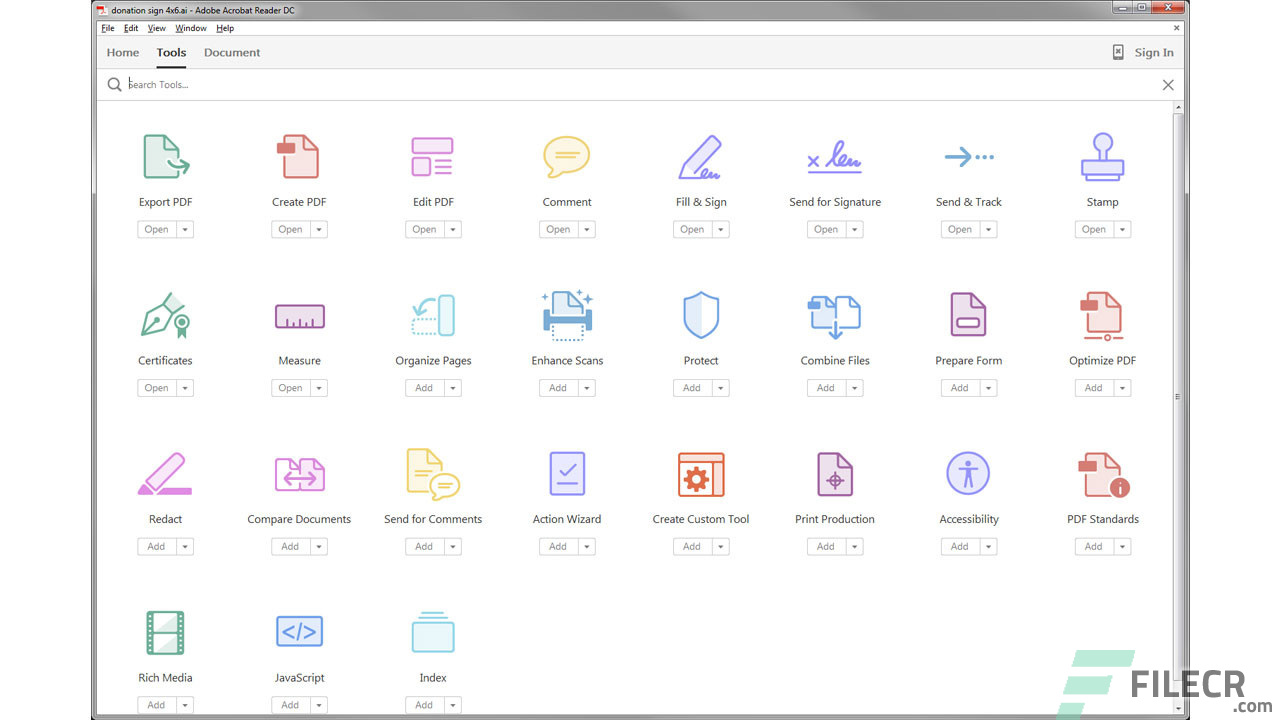 donation sign 4x6.ai - Adobe Acrobat Reader DC
File Edit View Window Help
Home Tools Document Sign In
Search Tools...
Export PDF Create PDF Edit PDF Comment Fill & Sign Send for Signature Send & Track Stamp
Open Open Open Open Open Open Open Open
Certificates Measure Organize Pages Enhance Scans Protect Combine Files Prepare Form Optimize PDF
Open Open Add Add Add Add Add Add
Redact Compare Documents Send for Comments Action Wizard Create Custom Tool Print Production Accessibility PDF Standards
Add Add Add Add Add Add Add Add
Rich Media JavaScript Index
Add Add Add
FILECR
.com